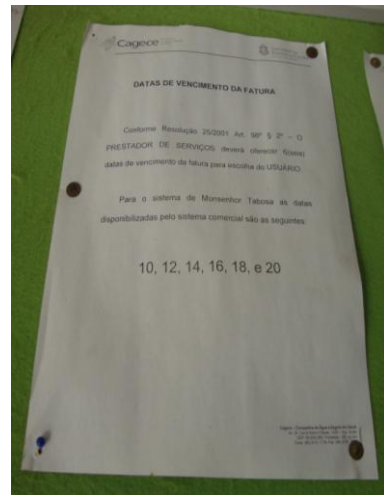 Cagece
DATAS DE VENCIMENTO DA FATURA
Conforme Resolução 25/2001 Art. 98º § 2º – O
PRESTADOR DE SERVIÇOS deverá oferecer 6(seis)
datas de vencimento da fatura para escolha do USUÁRIO.
Para o sistema de Monsenhor Tabosa as datas
disponibilizadas pelo sistema comercial são as seguintes:
10, 12, 14, 16, 18, e 20